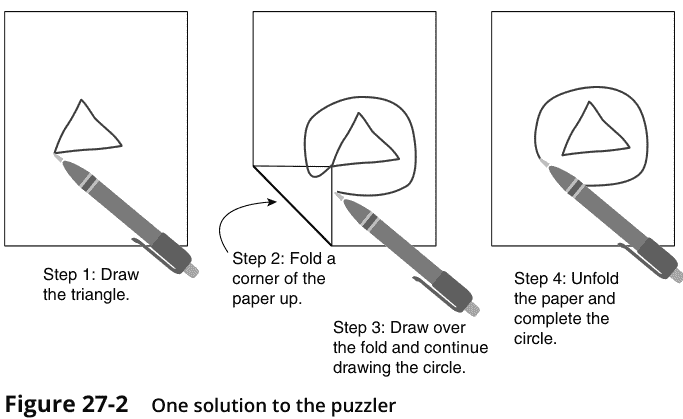 Step 1: Draw
the triangle.
Step 2: Fold a
corner of the
paper up.
Step 3: Draw over
the fold and continue
drawing the circle.
Step 4: Unfold
the paper and
complete the
circle.
Figure 27-2 One solution to the puzzler